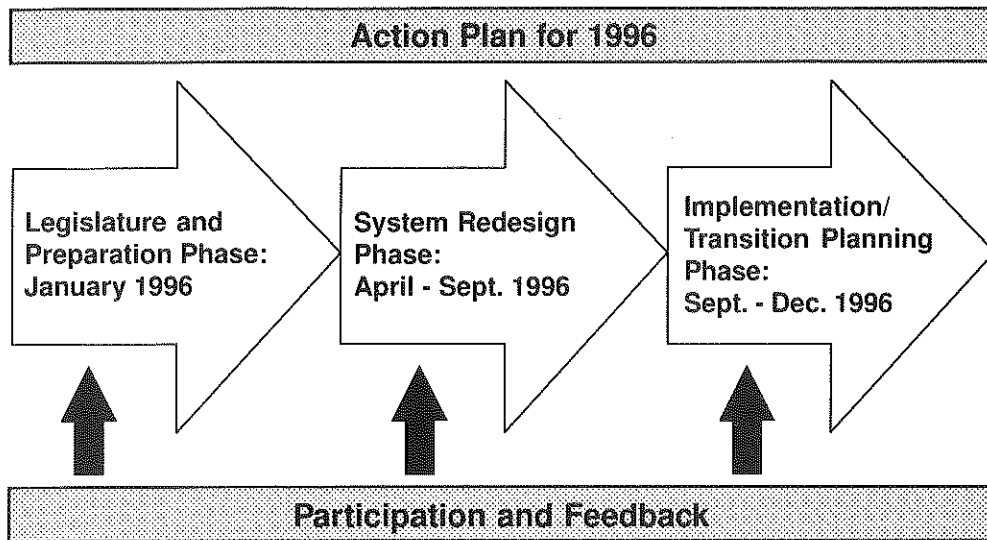 Action Plan for 1996
Legislature and
Preparation Phase:
January 1996
System Redesign
Phase:
April - Sept. 1996
Implementation/
Transition Planning
Phase:
Sept. - Dec. 1996
Participation and Feedback